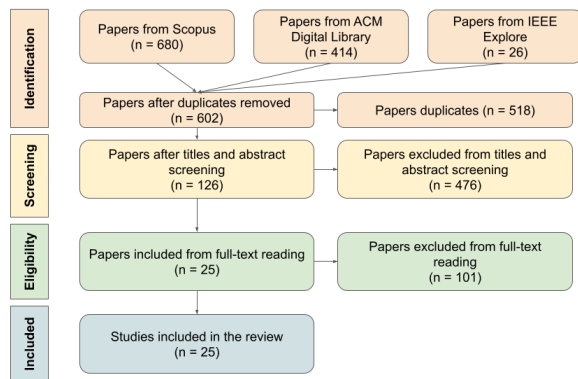 Identification
Papers from Scopus
(n = 680)
Papers from ACM
Digital Library
(n = 414)
Papers from IEEE
Explore
(n = 26)
Papers after duplicates removed
(n = 602)
Papers duplicates (n = 518)
Screening
Papers after titles and abstract
screening
(n = 126)
Papers excluded from titles and
abstract screening
(n = 476)
Eligibility
Papers included from full-text reading
(n = 25)
Papers excluded from full-text
reading
(n = 101)
Included
Studies included in the review
(n = 25)